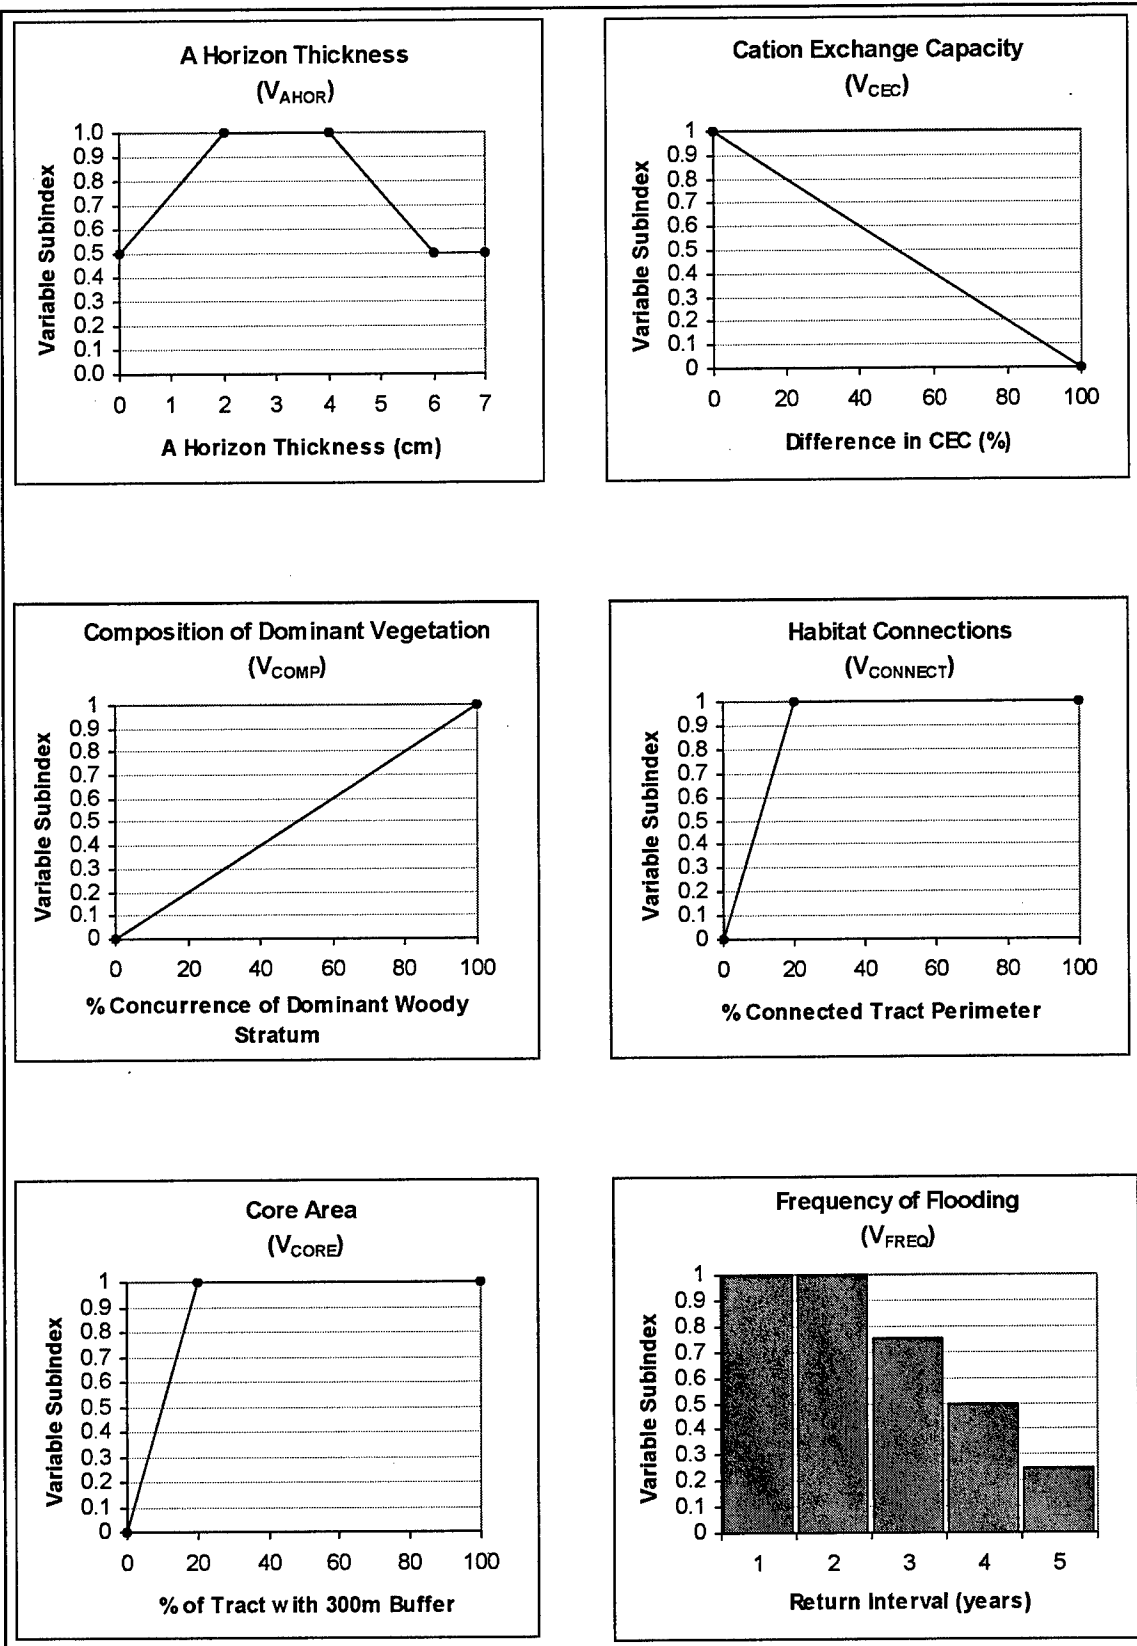 A Horizon Thickness
(V_AHOR)
1.0
0.9
0.8
0.7
0.6
0.5
0.4
0.3
0.2
0.1
0.0
Variable Subindex
0 1 2 3 4 5 6 7
A Horizon Thickness (cm)
Cation Exchange Capacity
(V_CEC)
1
0.9
0.8
0.7
0.6
0.5
0.4
0.3
0.2
0.1
0
Variable Subindex
0 20 40 60 80 100
Difference in CEC (%)
Composition of Dominant Vegetation
(V_COMP)
1
0.9
0.8
0.7
0.6
0.5
0.4
0.3
0.2
0.1
0
Variable Subindex
0 20 40 60 80 100
% Concurrence of Dominant Woody
Stratum
Habitat Connections
(V_CONNECT)
1
0.9
0.8
0.7
0.6
0.5
0.4
0.3
0.2
0.1
0
Variable Subindex
0 20 40 60 80 100
% Connected Tract Perimeter
Core Area
(V_CORE)
1
0.9
0.8
0.7
0.6
0.5
0.4
0.3
0.2
0.1
0
Variable Subindex
0 20 40 60 80 100
% of Tract with 300m Buffer
Frequency of Flooding
(V_FREQ)
1
0.9
0.8
0.7
0.6
0.5
0.4
0.3
0.2
0.1
0
Variable Subindex
1 2 3 4 5
Return Interval (years)